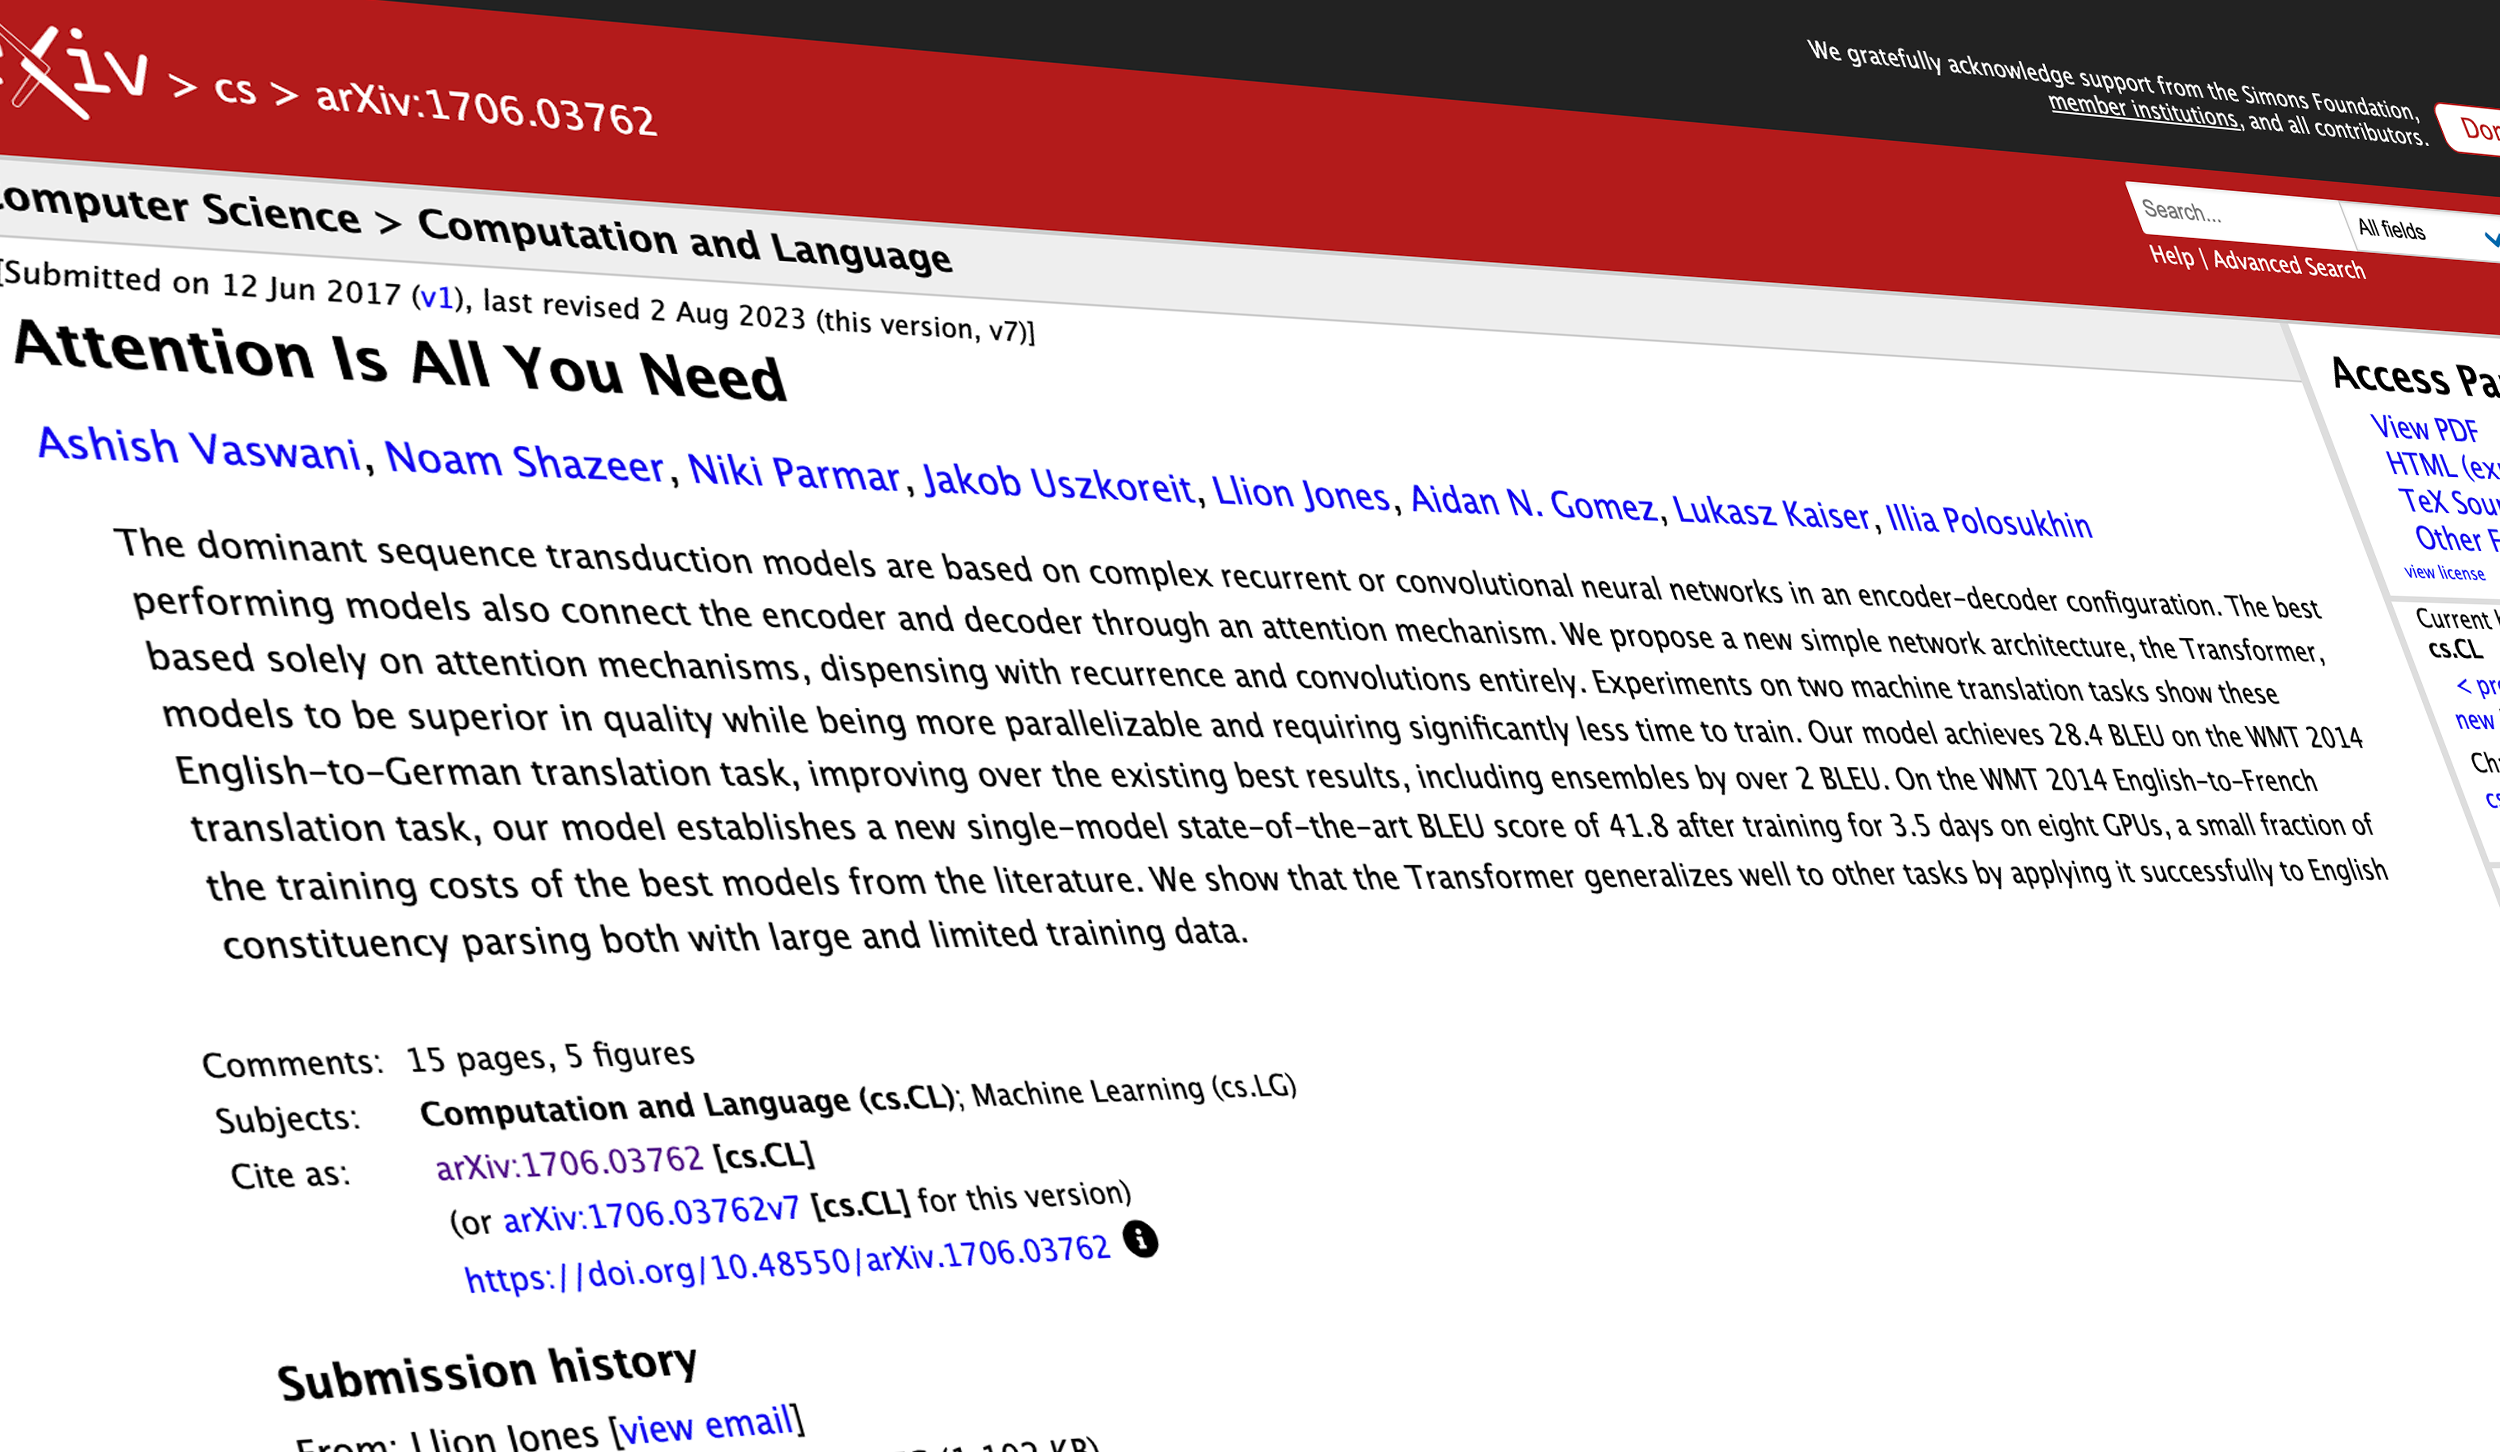 We gratefully acknowledge support from the Simons Foundation,
member institutions, and all contributors.
> cs > arXiv:1706.03762
Search...
All fields
Help | Advanced Search
Computer Science > Computation and Language
[Submitted on 12 Jun 2017 (v1), last revised 2 Aug 2023 (this version, v7)]
Attention Is All You Need
Ashish Vaswani, Noam Shazeer, Niki Parmar, Jakob Uszkoreit, Llion Jones, Aidan N. Gomez, Lukasz Kaiser, Illia Polosukhin
The dominant sequence transduction models are based on complex recurrent or convolutional neural networks in an encoder-decoder configuration. The best
performing models also connect the encoder and decoder through an attention mechanism. We propose a new simple network architecture, the Transformer,
based solely on attention mechanisms, dispensing with recurrence and convolutions entirely. Experiments on two machine translation tasks show these
models to be superior in quality while being more parallelizable and requiring significantly less time to train. Our model achieves 28.4 BLEU on the WMT 2014
English-to-German translation task, improving over the existing best results, including ensembles by over 2 BLEU. On the WMT 2014 English-to-French
translation task, our model establishes a new single-model state-of-the-art BLEU score of 41.8 after training for 3.5 days on eight GPUs, a small fraction of
the training costs of the best models from the literature. We show that the Transformer generalizes well to other tasks by applying it successfully to English
constituency parsing both with large and limited training data.
Comments: 15 pages, 5 figures
Subjects: Computation and Language (cs.CL); Machine Learning (cs.LG)
Cite as: arXiv:1706.03762 [cs.CL]
(or arXiv:1706.03762v7 [cs.CL] for this version)
https://doi.org/10.48550/arXiv.1706.03762
Submission history
From: Llion Jones [view email]
Access
View PDF
HTML
TeX
Other
view license
Current
cs.CL
<
new